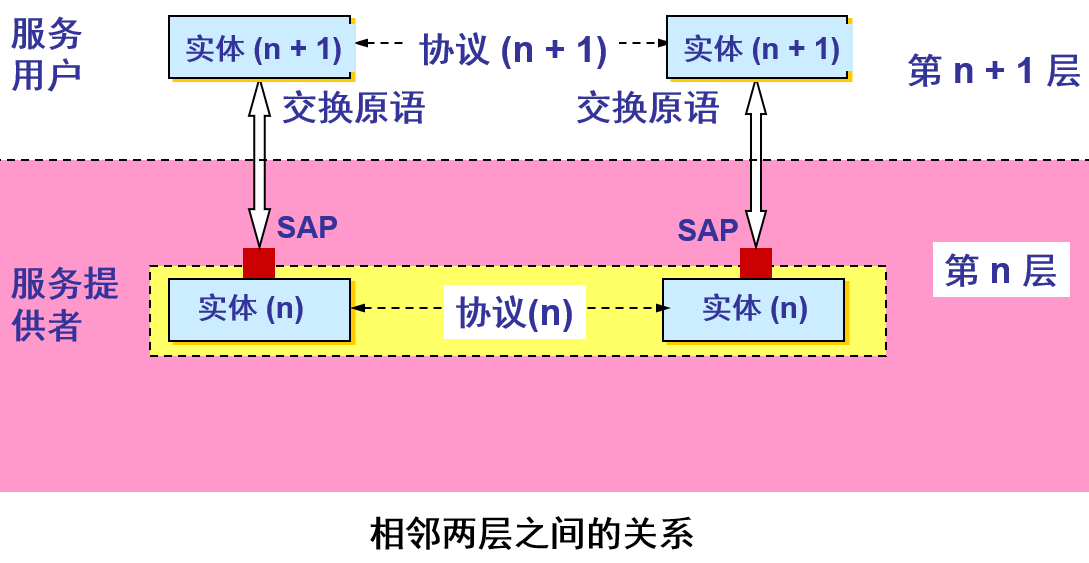 服务
用户
实体 (n + 1)
协议 (n + 1)
实体 (n + 1)
第 n + 1 层
交换原语
交换原语
SAP
SAP
服务提
供者
实体 (n)
协议(n)
实体 (n)
第 n 层
相邻两层之间的关系